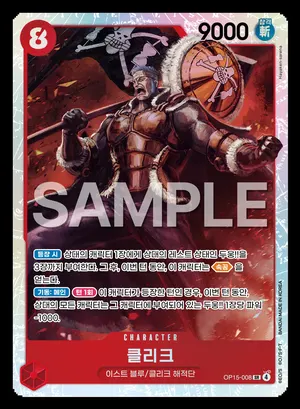 8
9000
참격
斬
SAMPLE
등장 시 상대의 캐릭터 1장에게 상대의 레스트 상태인 두웅!!을
3장까지 부여한다. 그 후, 이번 턴 동안, 이 캐릭터는 속공 을
얻는다.
기동: 메인 턴 1회 이 캐릭터가 등장한 턴인 경우, 이번 턴 동안,
상대의 모든 캐릭터는 그 캐릭터에 부여되어 있는 두웅!! 1장당 파워
-1000.
CHARACTER
클리크
이스트 블루/클리크 해적단
OP15-008 SR 4